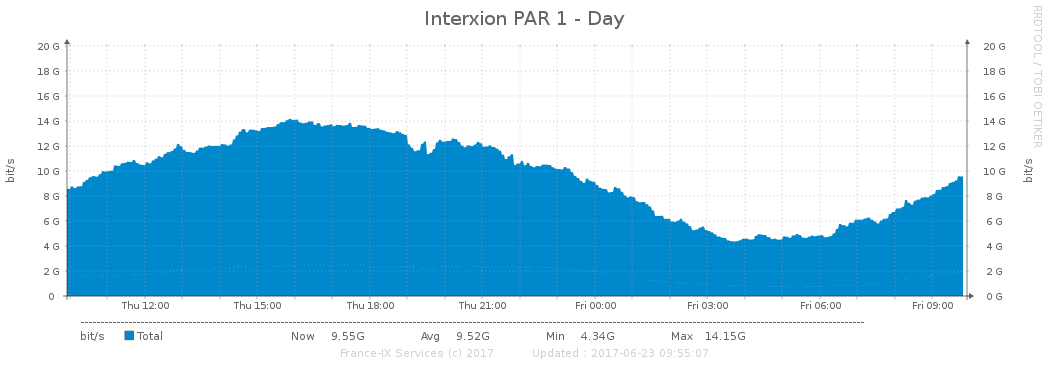 Interxion PAR 1 - Day
RRDTOOL / TOBI OETIKER
20 G 20 G
18 G 18 G
16 G 16 G
14 G 14 G
12 G 12 G
10 G 10 G
8 G 8 G
6 G 6 G
4 G 4 G
2 G 2 G
0 0 G
bit/s bit/s
Thu 12:00 Thu 15:00 Thu 18:00 Thu 21:00 Fri 00:00 Fri 03:00 Fri 06:00 Fri 09:00
bit/s Total Now 9.55G Avg 9.52G Min 4.34G Max 14.15G
France-IX Services (c) 2017 Updated : 2017-06-23 09:55:07